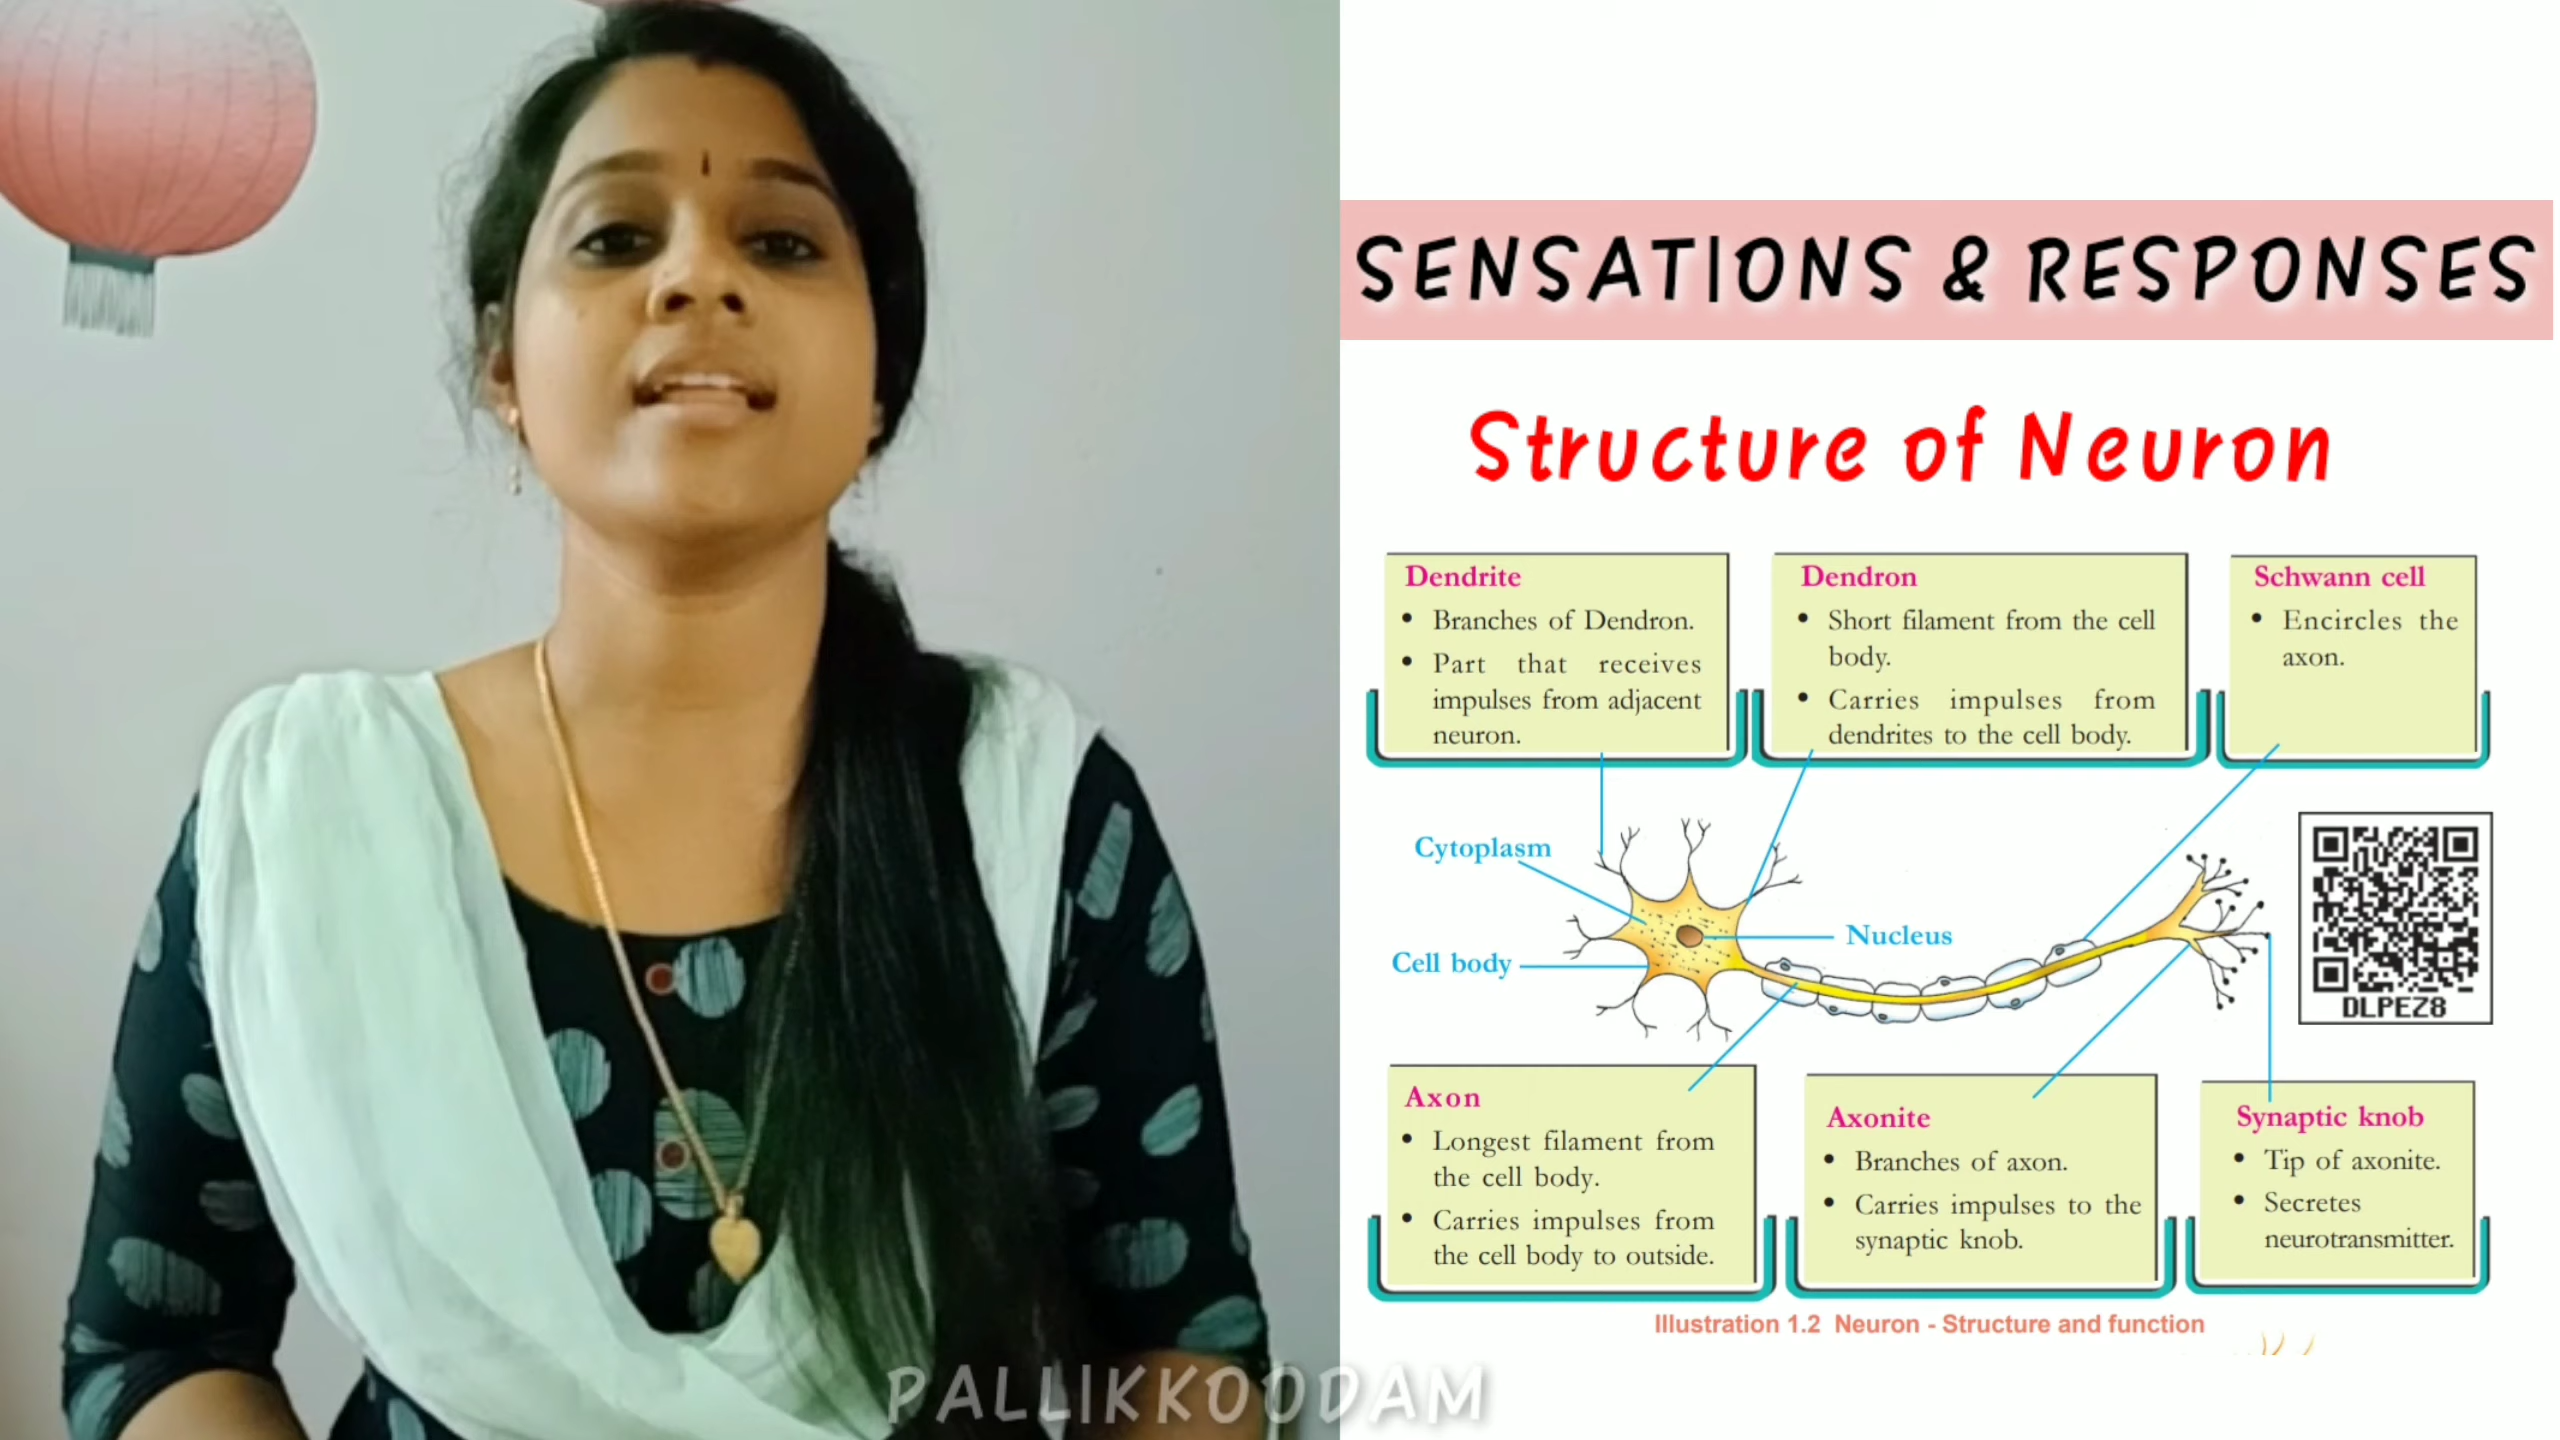 SENSATIONS & RESPONSES
Structure of Neuron
Dendrite
• Branches of Dendron.
• Part that receives
impulses from adjacent
neuron.
Dendron
• Short filament from the cell
body.
• Carries impulses from
dendrites to the cell body.
Schwann cell
• Encircles the
axon.
Cytoplasm
Nucleus
Cell body
DLPEZ8
Axon
• Longest filament from
the cell body.
• Carries impulses from
the cell body to outside.
Axonite
• Branches of axon.
• Carries impulses to the
synaptic knob.
Synaptic knob
• Tip of axonite.
• Secretes
neurotransmitter.
Illustration 1.2 Neuron - Structure and function
PALLIKKOODAM